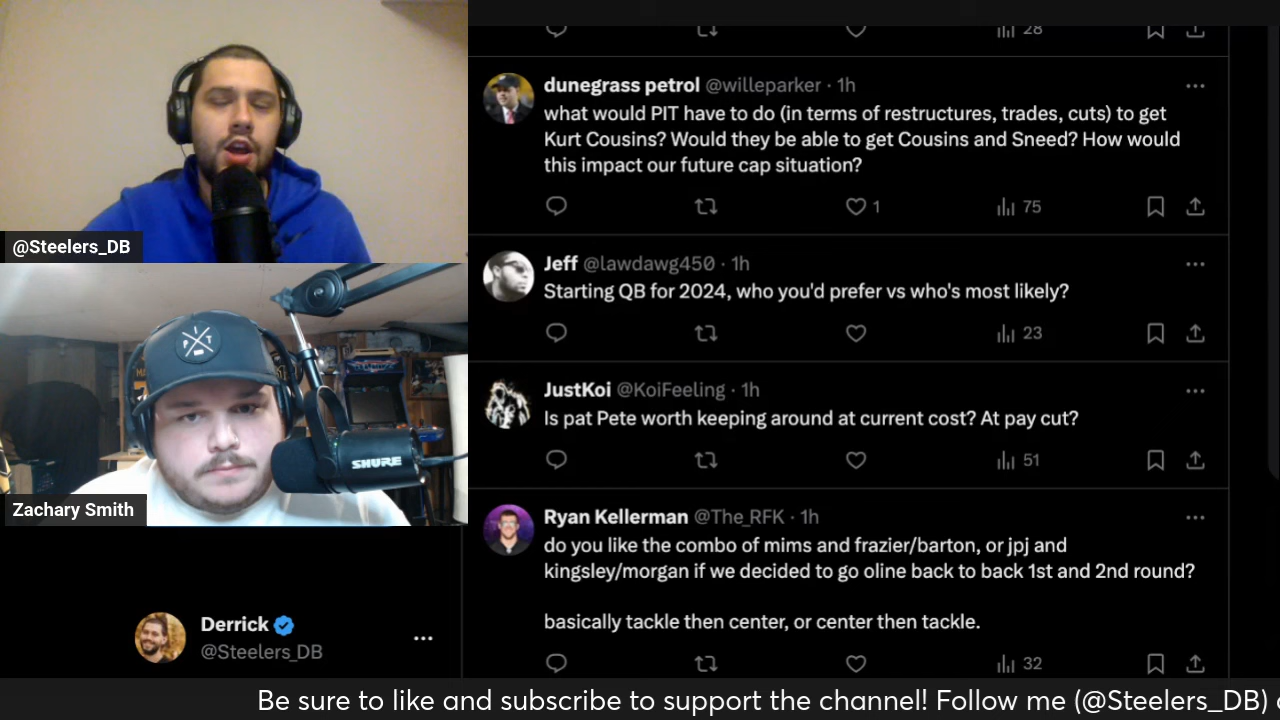 28
dunegrass petrol @willeparker · 1h
what would PIT have to do (in terms of restructures, trades, cuts) to get
Kurt Cousins? Would they be able to get Cousins and Sneed? How would
this impact our future cap situation?
1 75
@Steelers_DB
Jeff @lawdawg450 · 1h
Starting QB for 2024, who you'd prefer vs who's most likely?
23
P I T
JustKoi @KoiFeeling · 1h
Is pat Pete worth keeping around at current cost? At pay cut?
51
SHURE
Zachary Smith
Ryan Kellerman @The_RFK · 1h
do you like the combo of mims and frazier/barton, or jpj and
kingsley/morgan if we decided to go oline back to back 1st and 2nd round?
basically tackle then center, or center then tackle.
32
Derrick
@Steelers_DB
Be sure to like and subscribe to support the channel! Follow me (@Steelers_DB)